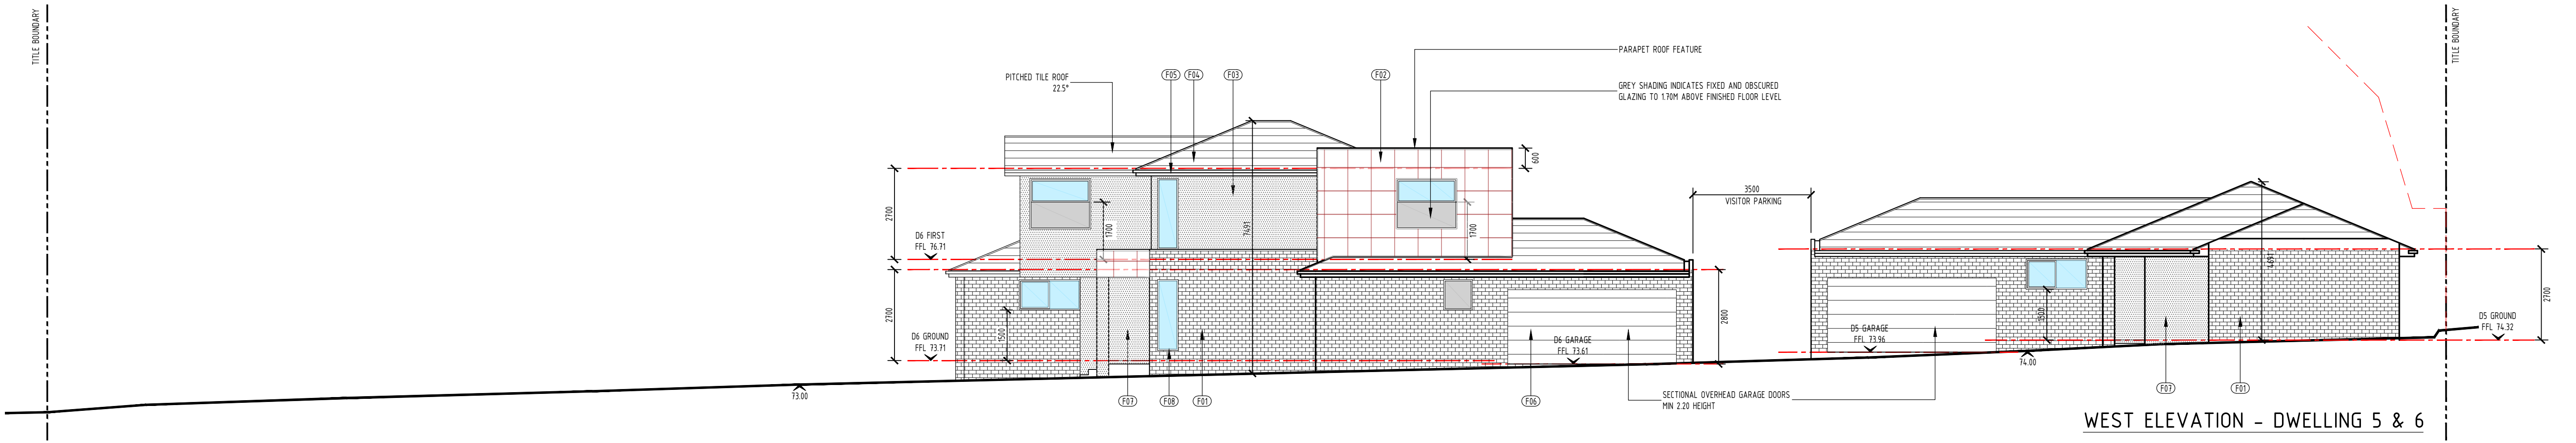 TITLE BOUNDARY
TITLE BOUNDARY
PARAPET ROOF FEATURE
PITCHED TILE ROOF
22.5°
F05
F04
F03
F02
GREY SHADING INDICATES FIXED AND OBSCURED
GLAZING TO 1.70M ABOVE FINISHED FLOOR LEVEL
600
3500
VISITOR PARKING
2700
1700
7491
1700
D6 FIRST
FFL 76.71
4691
2700
2700
1500
2800
1500
D6 GROUND
FFL 73.71
D6 GARAGE
FFL 73.61
D5 GARAGE
FFL 73.96
D5 GROUND
FFL 74.32
74.00
73.00
F07
F08
F01
F06
SECTIONAL OVERHEAD GARAGE DOORS
MIN 2.20 HEIGHT
F07
F01
WEST ELEVATION - DWELLING 5 & 6